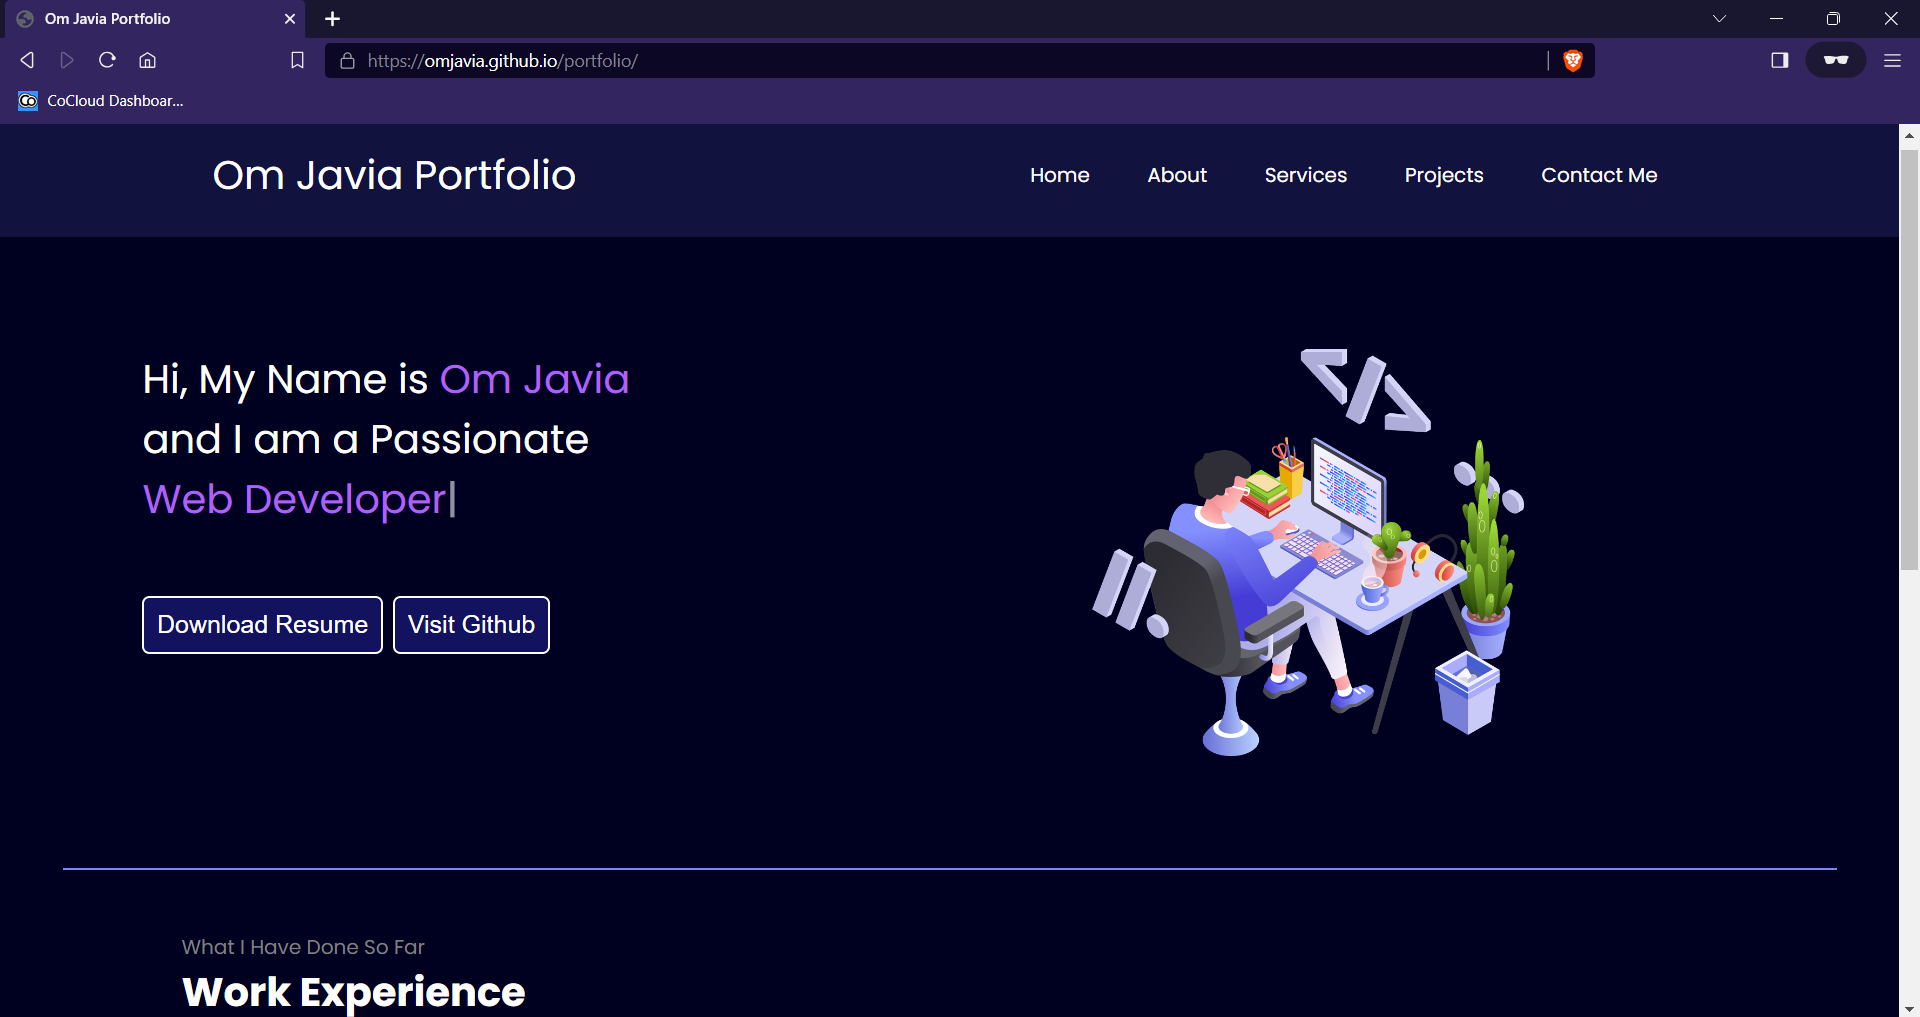 Om Javia Portfolio
https://omjavia.github.io/portfolio/
CoCloud Dashboar...
Om Javia Portfolio
Home
About
Services
Projects
Contact Me
Hi, My Name is Om Javia
and I am a Passionate
Web Developer|
Download Resume
Visit Github
What I Have Done So Far
Work Experience